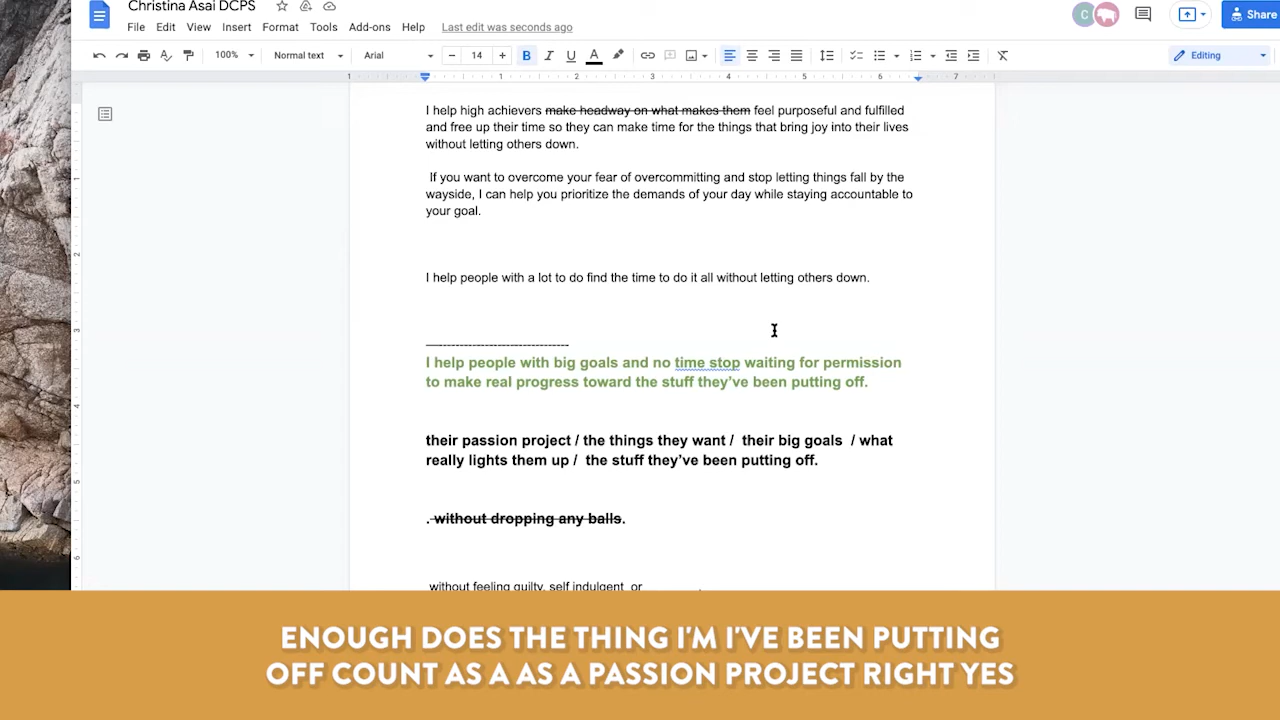 Christina Asai DCPS
File Edit View Insert Format Tools Add-ons Help Last edit was seconds ago
C
Share
100% Normal text Arial 14 B I U A
Editing
1 1 2 3 4 5 6 7
I help high achievers make headway on what makes them feel purposeful and fulfilled
and free up their time so they can make time for the things that bring joy into their lives
without letting others down.
If you want to overcome your fear of overcommitting and stop letting things fall by the
wayside, I can help you prioritize the demands of your day while staying accountable to
your goal.
I help people with a lot to do find the time to do it all without letting others down.
--------------------------------
I help people with big goals and no time stop waiting for permission
to make real progress toward the stuff they've been putting off.
their passion project / the things they want / their big goals / what
really lights them up / the stuff they've been putting off.
. without dropping any balls.
without feeling guilty, self indulgent, or
ENOUGH DOES THE THING I'M I'VE BEEN PUTTING
OFF COUNT AS A AS A PASSION PROJECT RIGHT YES